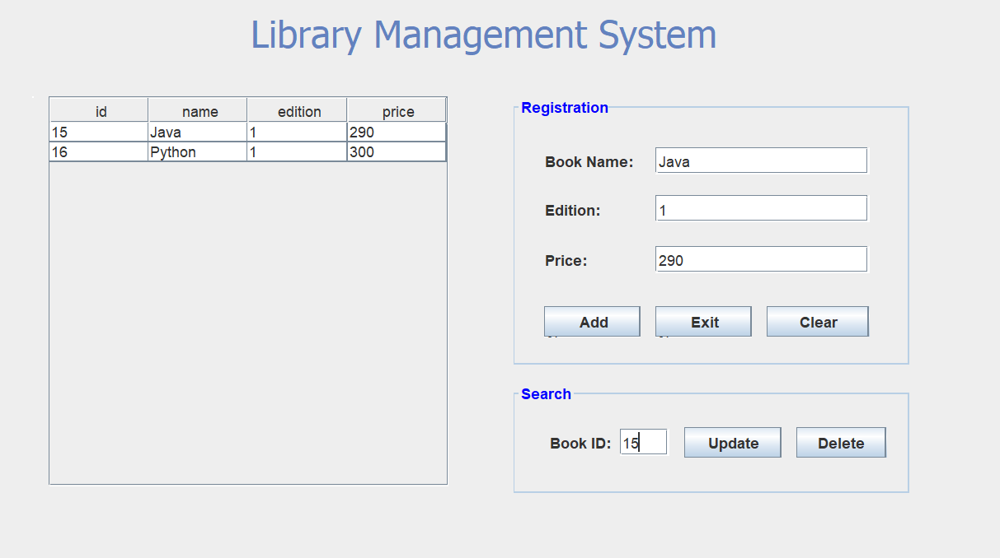 Library Management System
id name edition price
15 Java 1 290
16 Python 1 300
Registration
Book Name: Java
Edition: 1
Price: 290
Add Exit Clear
Search
Book ID: 15 Update Delete